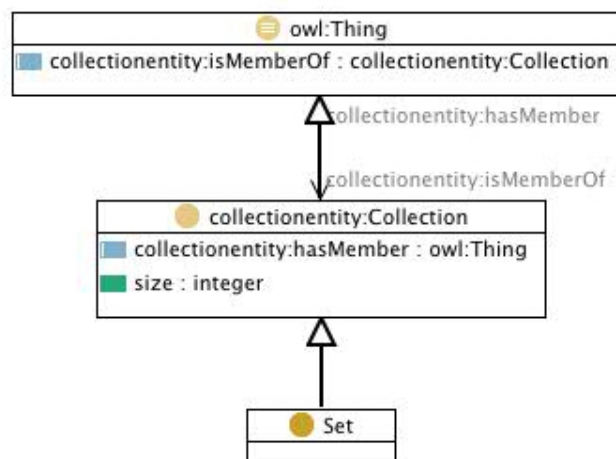 owl:Thing
collectionentity:isMemberOf : collectionentity:Collection
collectionentity:hasMember
collectionentity:isMemberOf
collectionentity:Collection
collectionentity:hasMember : owl:Thing
size : integer
Set